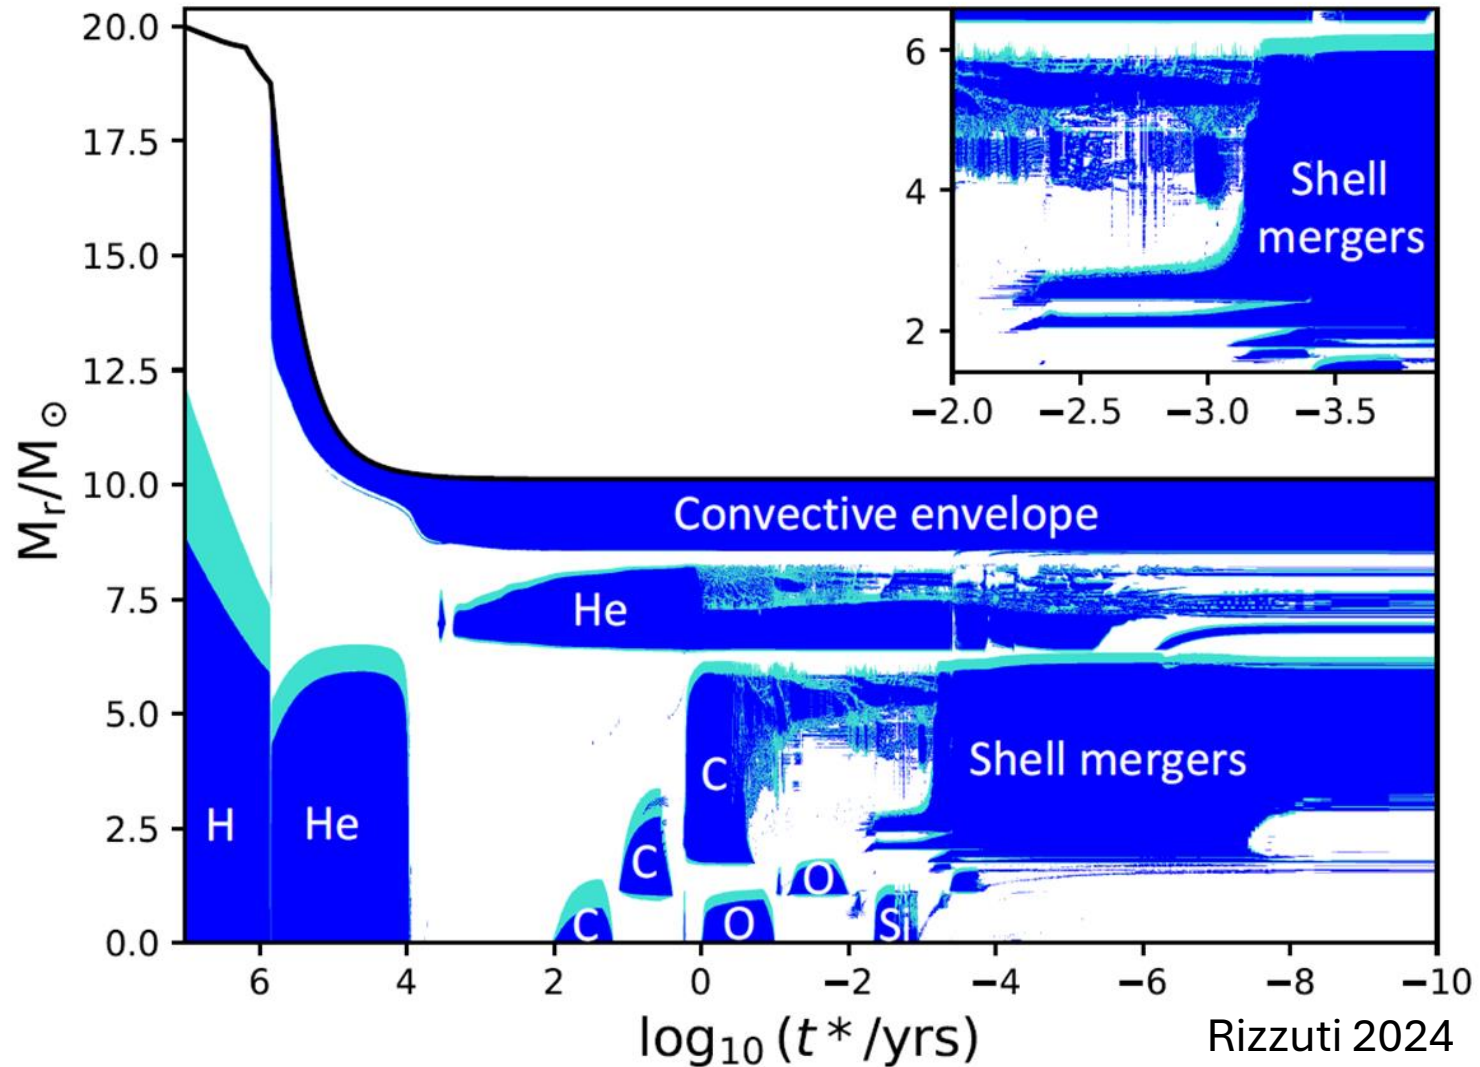 20.0
17.5
15.0
12.5
10.0
7.5
5.0
2.5
0.0
M_r/M_⊙
6
4
2
−2.0 −2.5 −3.0 −3.5
Shell
mergers
Convective envelope
He
Shell mergers
C
H
He
C
O
C
O
Si
6 4 2 0 −2 −4 −6 −8 −10
log₁₀ (t*/yrs)
Rizzuti 2024